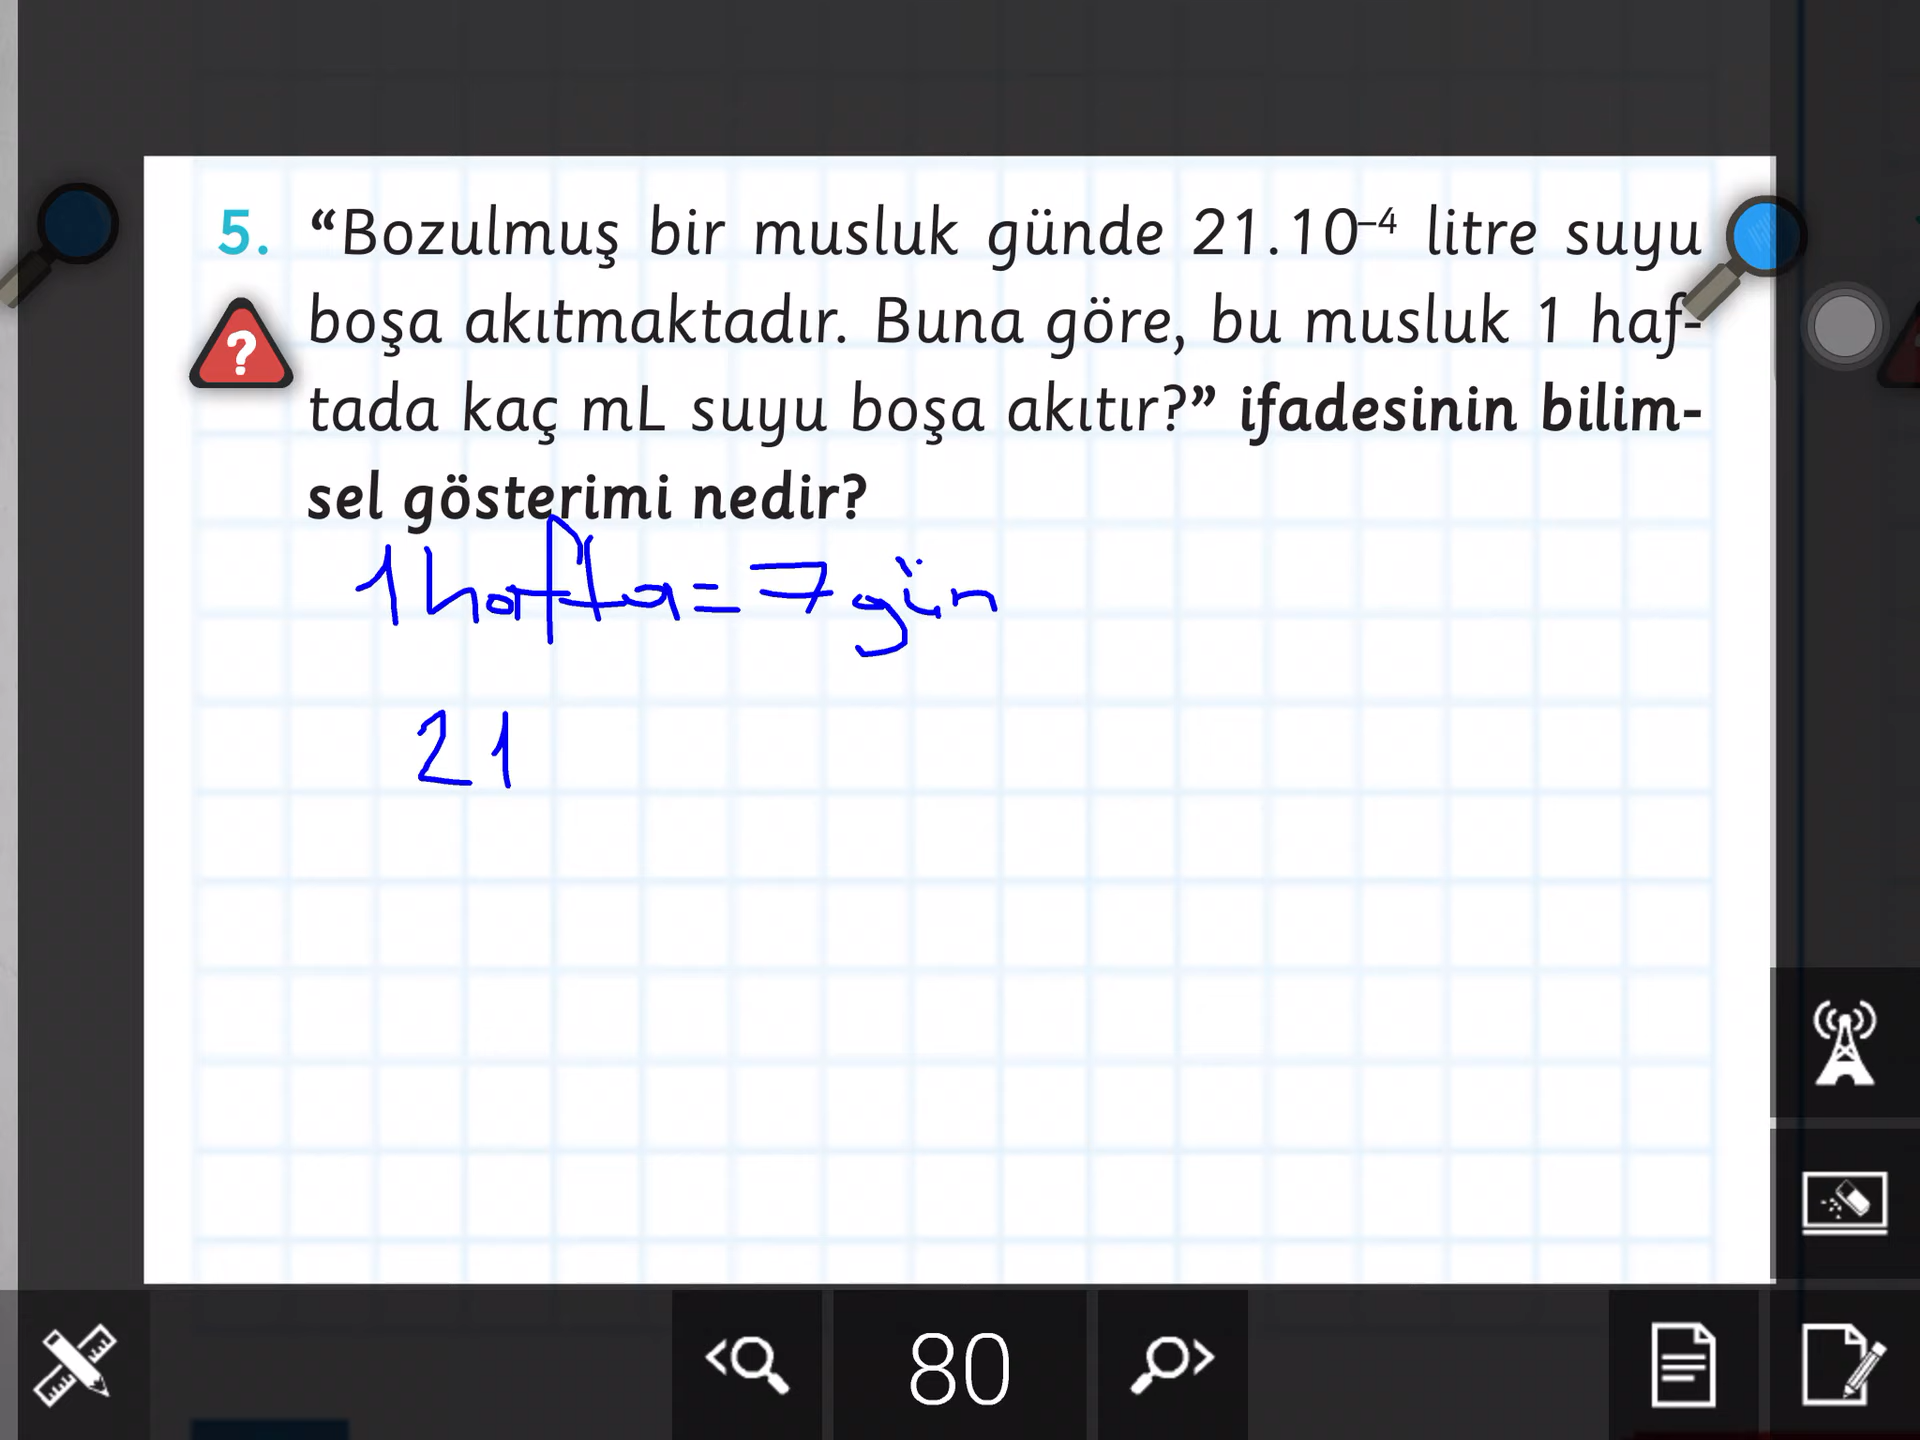 5. “Bozulmuş bir musluk günde 21.10⁻⁴ litre suyu
boşa akıtmaktadır. Buna göre, bu musluk 1 haf-
tada kaç mL suyu boşa akıtır?” ifadesinin bilim-
sel gösterimi nedir?
1 hafta = 7 gün
21
80